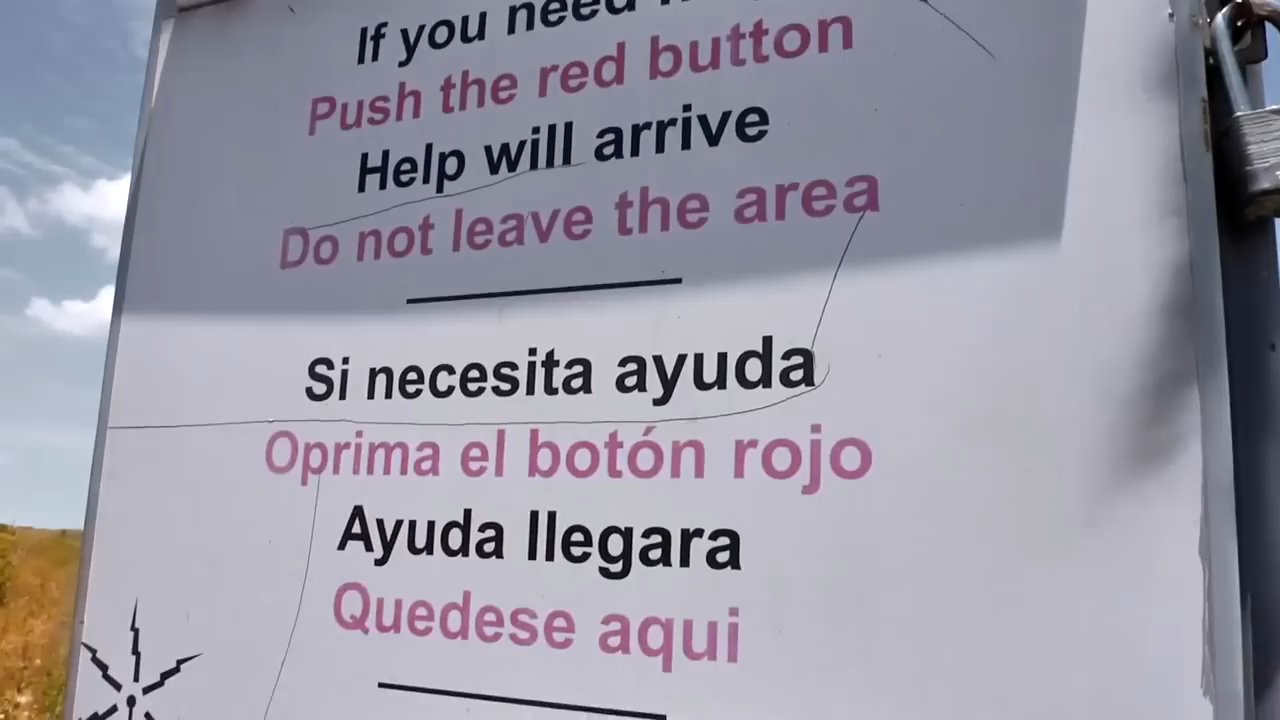 If you need
Push the red button
Help will arrive
Do not leave the area
Si necesita ayuda
Oprima el botón rojo
Ayuda llegara
Quedese aqui